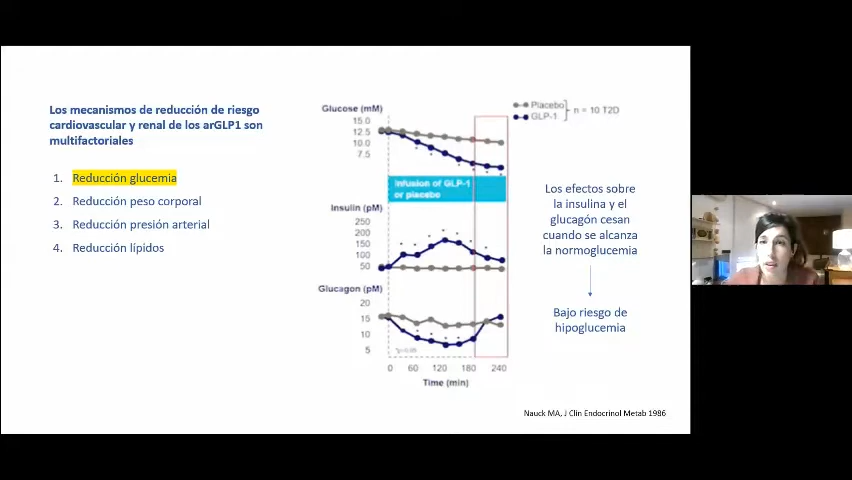 Los mecanismos de reducción de riesgo
cardiovascular y renal de los arGLP1 son
multifactoriales
1. Reducción glucemia
2. Reducción peso corporal
3. Reducción presión arterial
4. Reducción lípidos
Glucose (mM)
15.0
12.5
10.0
7.5
Placebo
GLP-1
n = 10 T2D
Infusion of GLP-1
or placebo
Insulin (pM)
250
200
150
100
50
Glucagon (pM)
20
15
10
5
0 60 120 180 240
Time (min)
Los efectos sobre
la insulina y el
glucagón cesan
cuando se alcanza
la normoglucemia
Bajo riesgo de
hipoglucemia
Nauck MA, J Clin Endocrinol Metab 1986